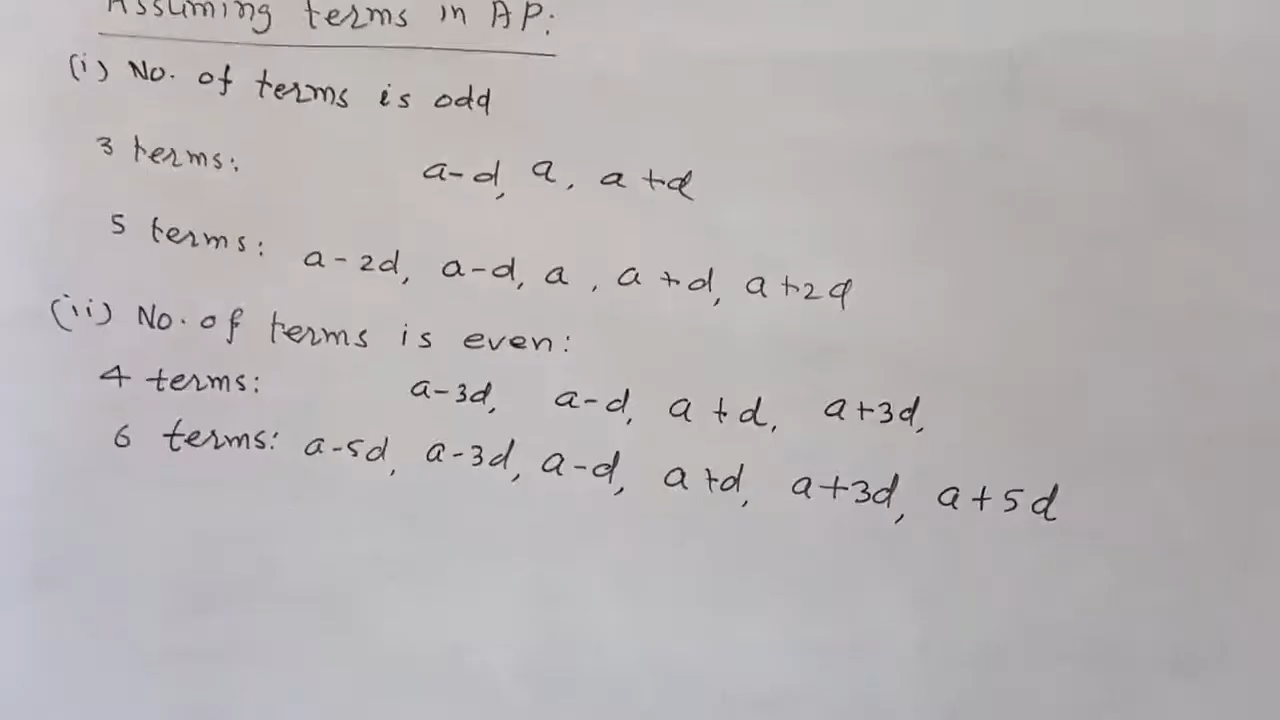 Assuming terms in AP:
(i) No. of terms is odd
3 terms: a-d, a, a+d
5 terms: a-2d, a-d, a, a+d, a+2d
(ii) No. of terms is even:
4 terms: a-3d, a-d, a+d, a+3d,
6 terms: a-5d, a-3d, a-d, a+d, a+3d, a+5d